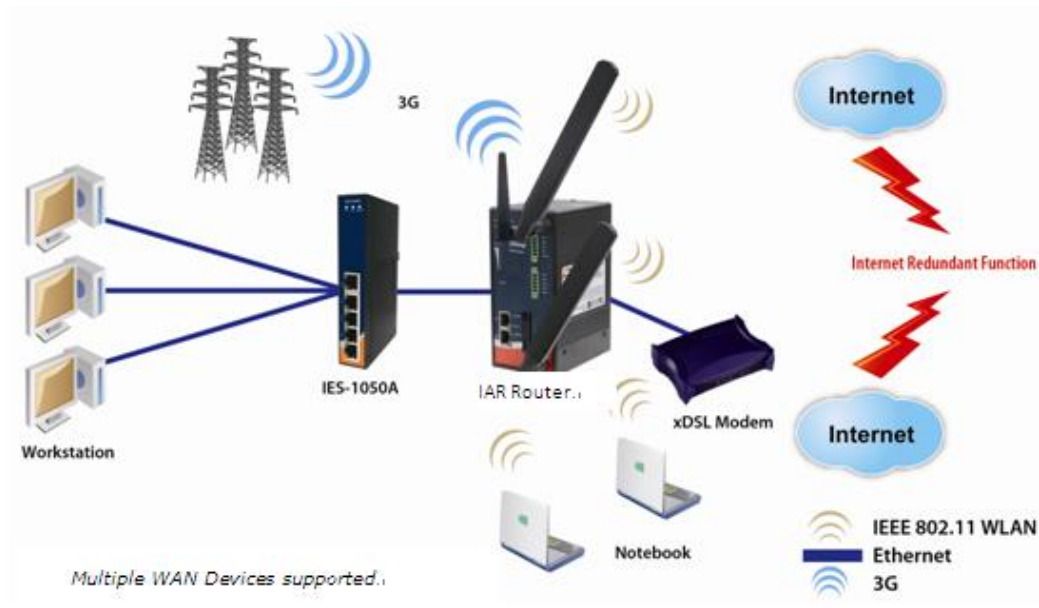 3G
Internet
Internet Redundant Function
IES-1050A
IAR Router.
xDSL Modem
Internet
Workstation
Notebook
IEEE 802.11 WLAN
Ethernet
3G
Multiple WAN Devices supported.